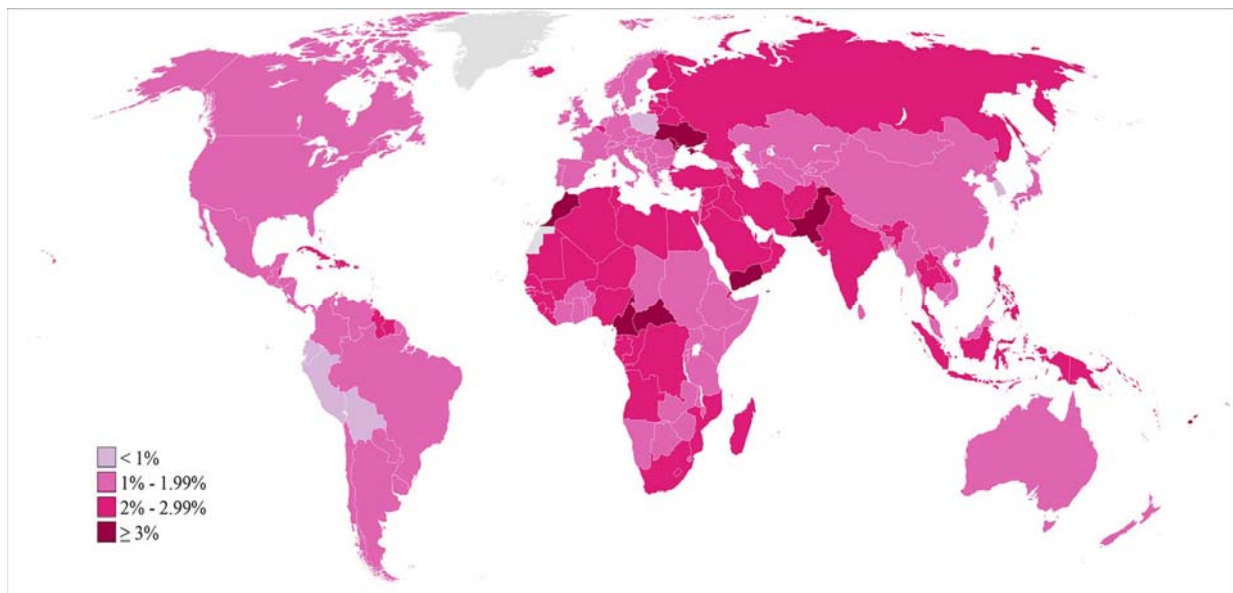 < 1%
1% - 1.99%
2% - 2.99%
≥ 3%